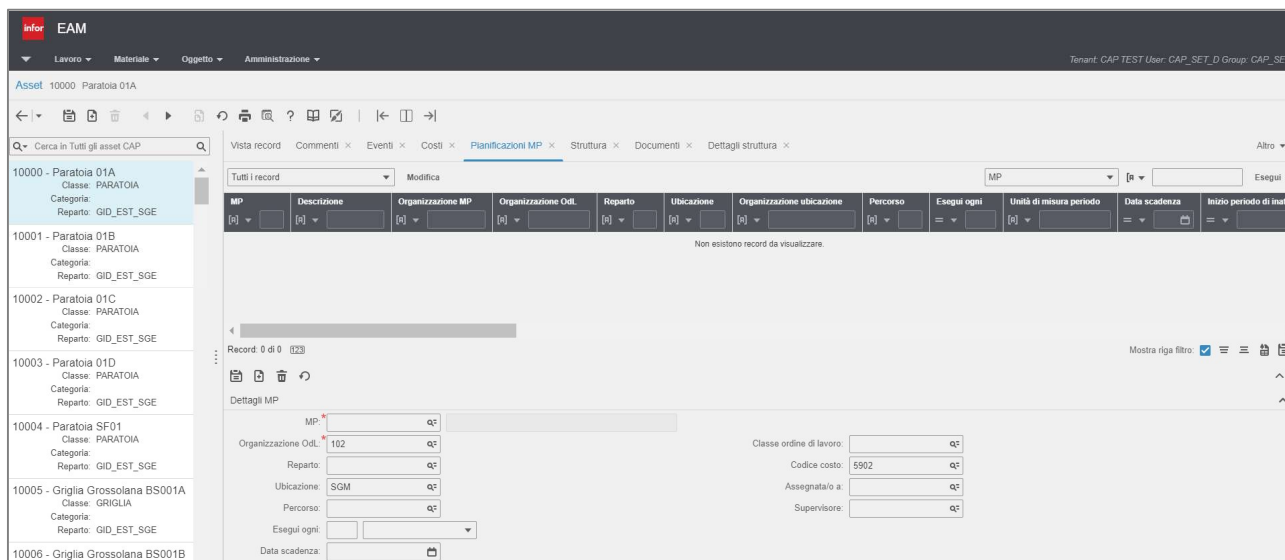 infor EAM
Lavoro Materiale Oggetto Amministrazione
Tenant: CAP TEST User: CAP_SET_D Group: CAP_SE
Asset 10000 Paratoia 01A
Cerca in Tutti gli asset CAP
10000 - Paratoia 01A
Classe: PARATOIA
Categoria:
Reparto: GID_EST_SGE
10001 - Paratoia 01B
Classe: PARATOIA
Categoria:
Reparto: GID_EST_SGE
10002 - Paratoia 01C
Classe: PARATOIA
Categoria:
Reparto: GID_EST_SGE
10003 - Paratoia 01D
Classe: PARATOIA
Categoria:
Reparto: GID_EST_SGE
10004 - Paratoia SF01
Classe: PARATOIA
Categoria:
Reparto: GID_EST_SGE
10005 - Griglia Grossolana BS001A
Classe: GRIGLIA
Categoria:
Reparto: GID_EST_SGE
10006 - Griglia Grossolana BS001B
Vista record Commenti × Eventi × Costi × Pianificazioni MP × Struttura × Documenti × Dettagli struttura × Altro
Tutti i record Modifica MP Esegui
MP Descrizione Organizzazione MP Organizzazione OdL Reparto Ubicazione Organizzazione ubicazione Percorso Esegui ogni Unità di misura periodo Data scadenza Inizio periodo di inat
[A] [A] [A] [A] [A] [A] [A] [A] = [A] = =
Non esistono record da visualizzare.
Record: 0 di 0 123 Mostra riga filtro:
Dettagli MP
MP:*
Organizzazione OdL:* 102 Classe ordine di lavoro:
Reparto: Codice costo: 5902
Ubicazione: SGM Assegnata/o a:
Percorso: Supervisore:
Esegui ogni:
Data scadenza: